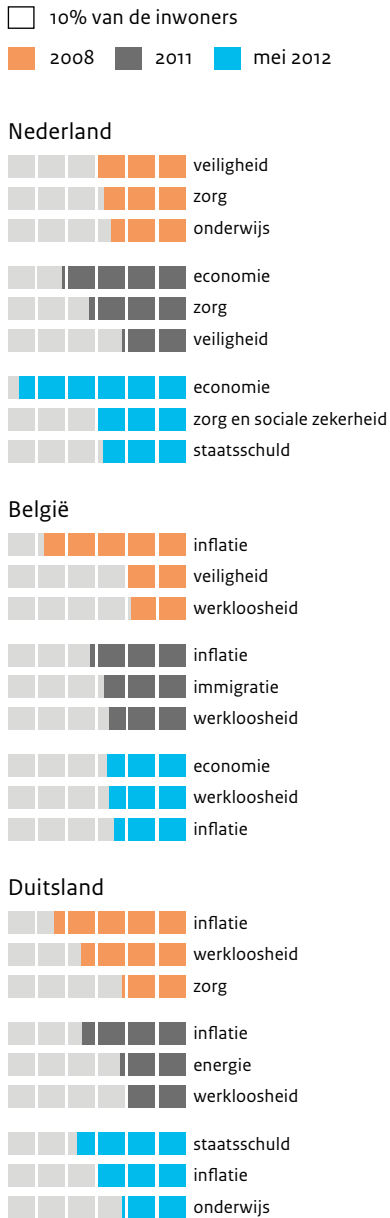 10% van de inwoners
2008 2011 mei 2012
Nederland
veiligheid
zorg
onderwijs
economie
zorg
veiligheid
economie
zorg en sociale zekerheid
staatsschuld
België
inflatie
veiligheid
werkloosheid
inflatie
immigratie
werkloosheid
economie
werkloosheid
inflatie
Duitsland
inflatie
werkloosheid
zorg
inflatie
energie
werkloosheid
staatsschuld
inflatie
onderwijs